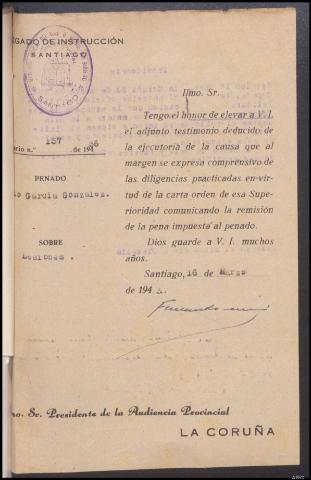 GADO DE INSTRUCCIÓN
SANTIAGO
157
de 194
PENADO
García González.
SOBRE
Lesiones.
Ilmo. Sr.
Tengo el honor de elevar a V. I.
el adjunto testimonio deducido de
la ejecutoria de la causa que al
margen se expresa comprensivo de
las diligencias practicadas en vir-
tud de la carta orden de esa Supe-
rioridad comunicando la remisión
de la pena impuesta al penado.
Dios guarde a V. I. muchos
años.
Santiago, 16 de Marzo
de 194
mo. Sr. Presidente de la Audiencia Provincial
LA CORUÑA